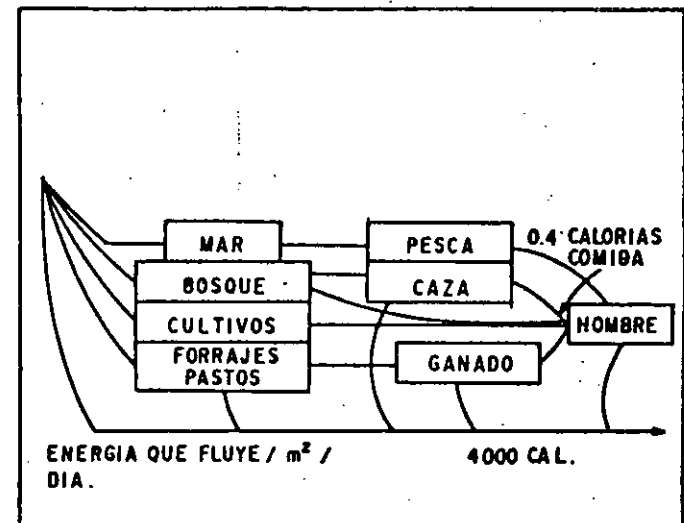 MAR
PESCA
0.4 CALORIAS
COMIDA
BOSQUE
CAZA
CULTIVOS
HOMBRE
FORRAJES
PASTOS
GANADO
ENERGIA QUE FLUYE / m² /
DIA.
4000 CAL.